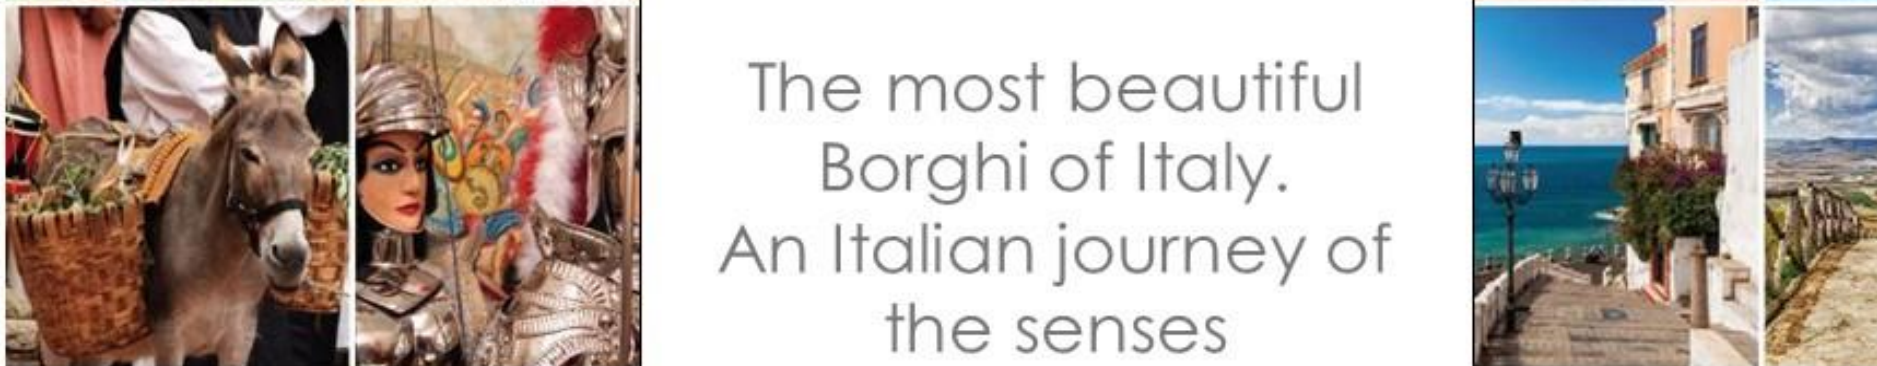 The most beautiful
Borghi of Italy.
An Italian journey of
the senses